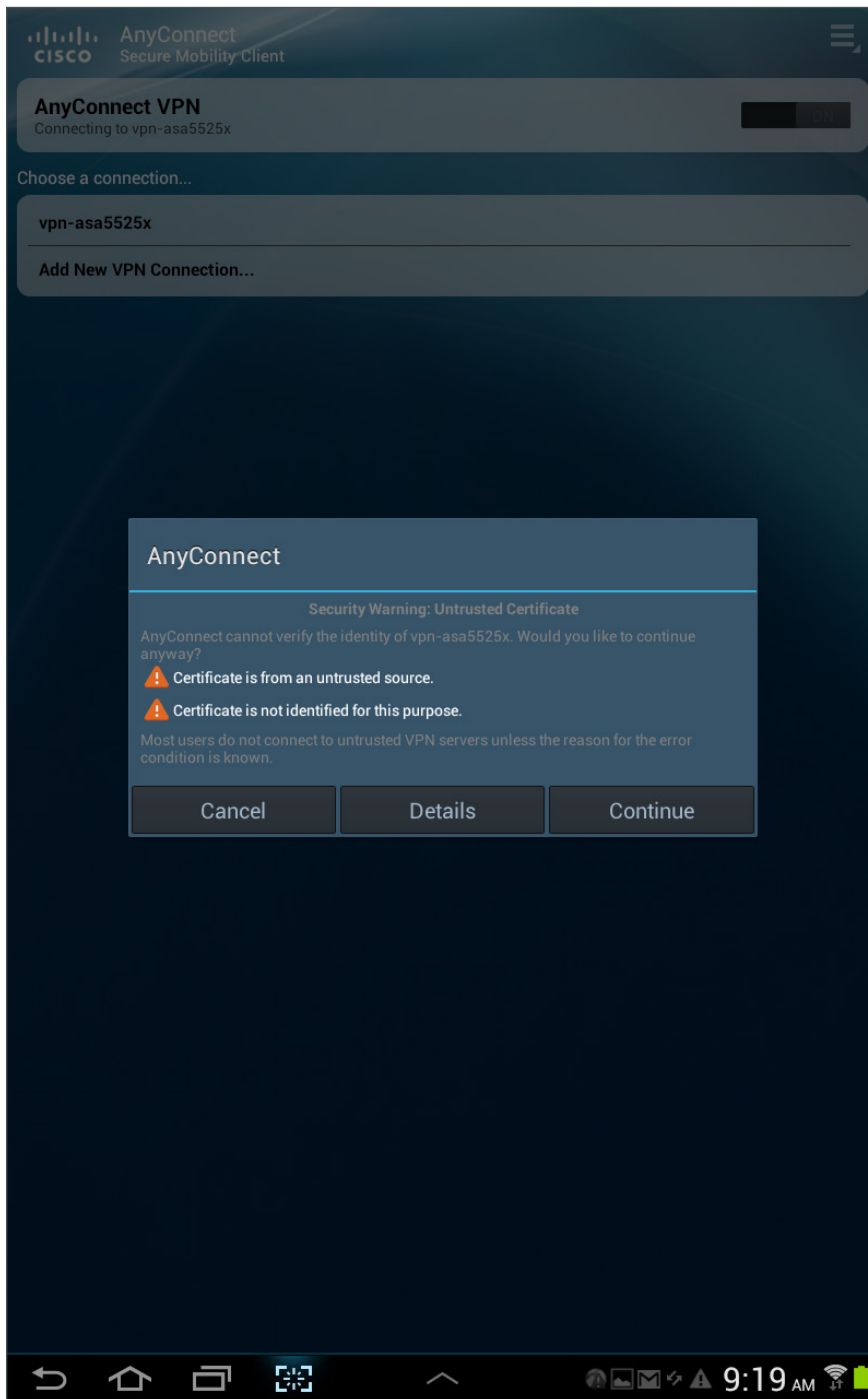 CISCO
AnyConnect
Secure Mobility Client
AnyConnect VPN
Connecting to vpn-asa5525x
ON
Choose a connection...
vpn-asa5525x
Add New VPN Connection...
AnyConnect
Security Warning: Untrusted Certificate
AnyConnect cannot verify the identity of vpn-asa5525x. Would you like to continue
anyway?
Certificate is from an untrusted source.
Certificate is not identified for this purpose.
Most users do not connect to untrusted VPN servers unless the reason for the error
condition is known.
Cancel
Details
Continue
9:19 AM